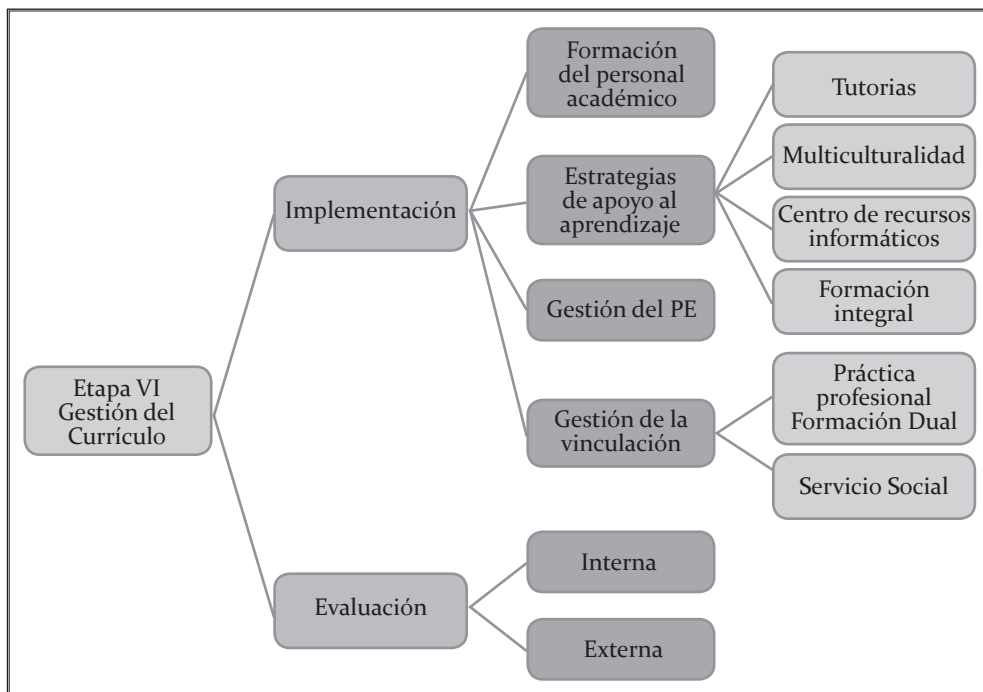 Etapa VI
Gestión del
Currículo
Implementación
Formación
del personal
académico
Estrategias
de apoyo al
aprendizaje
Tutorias
Multiculturalidad
Centro de recursos
informáticos
Formación
integral
Gestión del PE
Gestión de la
vinculación
Práctica
profesional
Formación Dual
Servicio Social
Evaluación
Interna
Externa